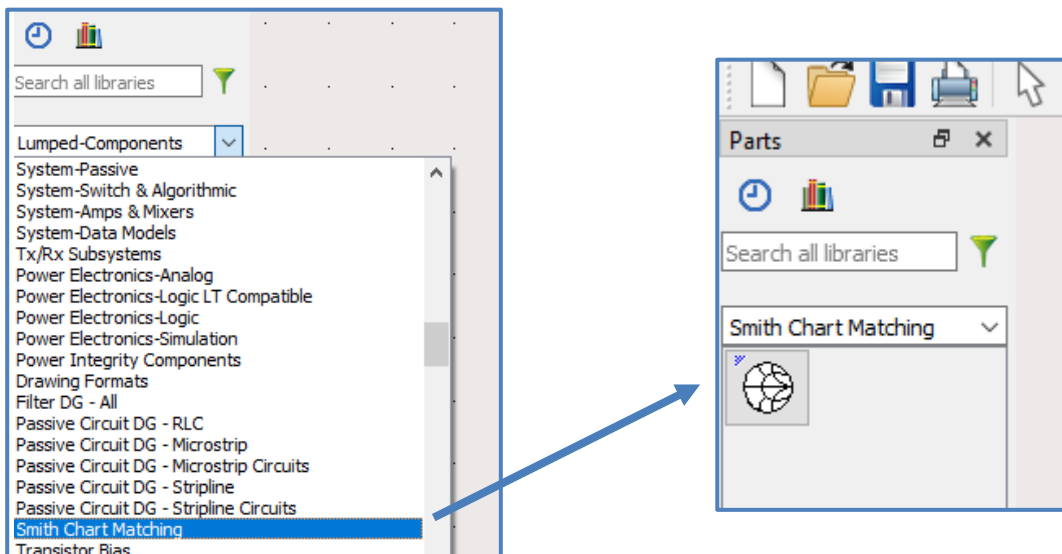 Search all libraries
Lumped-Components
System-Passive
System-Switch & Algorithmic
System-Amps & Mixers
System-Data Models
Tx/Rx Subsystems
Power Electronics-Analog
Power Electronics-Logic LT Compatible
Power Electronics-Logic
Power Electronics-Simulation
Power Integrity Components
Drawing Formats
Filter DG - All
Passive Circuit DG - RLC
Passive Circuit DG - Microstrip
Passive Circuit DG - Microstrip Circuits
Passive Circuit DG - Stripline
Passive Circuit DG - Stripline Circuits
Smith Chart Matching
Transistor Bias
Parts
Search all libraries
Smith Chart Matching